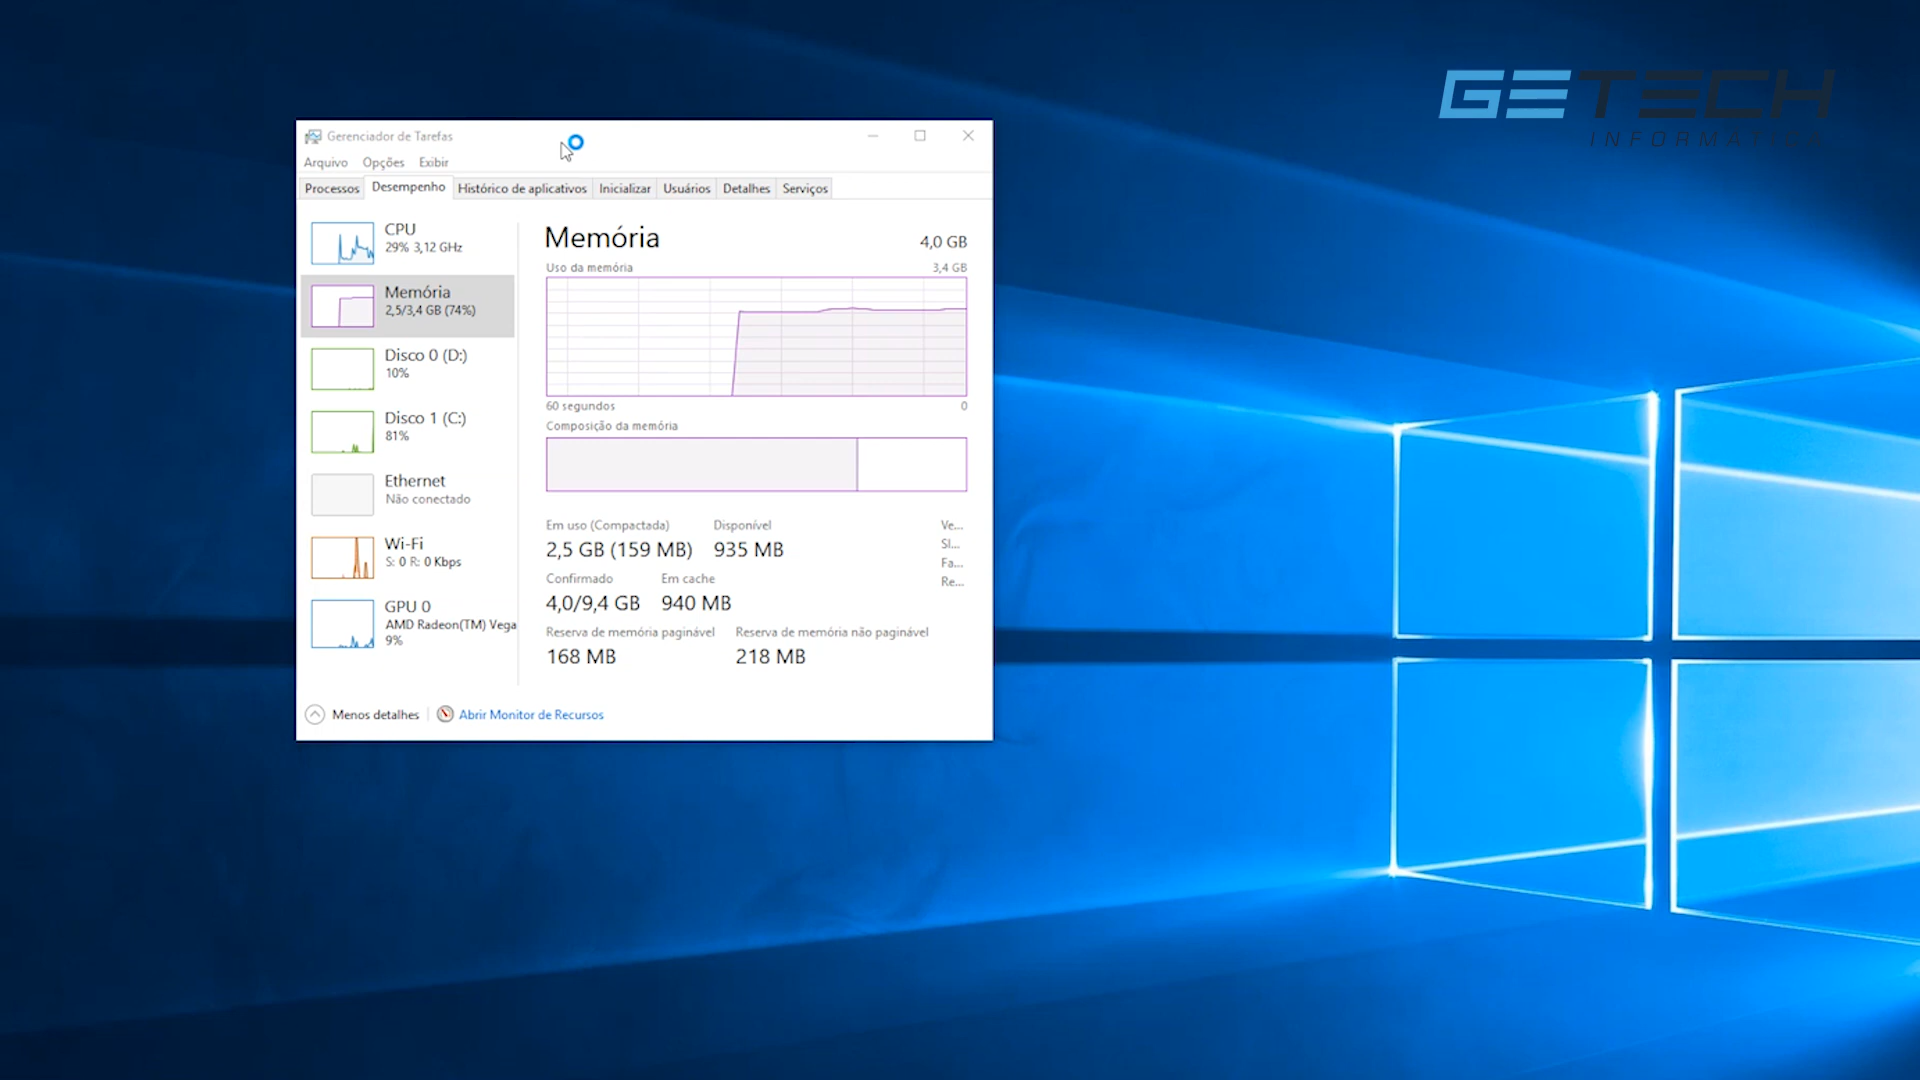 GETECH
INFORMÁTICA
Gerenciador de Tarefas
Arquivo Opções Exibir
Processos Desempenho Histórico de aplicativos Inicializar Usuários Detalhes Serviços
CPU
29% 3,12 GHz
Memória
2,5/3,4 GB (74%)
Disco 0 (D:)
10%
Disco 1 (C:)
81%
Ethernet
Não conectado
Wi-Fi
S: 0 R: 0 Kbps
GPU 0
AMD Radeon(TM) Vega
9%
Memória 4,0 GB
Uso da memória 3,4 GB
60 segundos 0
Composição da memória
Em uso (Compactada) Disponível
2,5 GB (159 MB) 935 MB
Confirmado Em cache
4,0/9,4 GB 940 MB
Reserva de memória paginável Reserva de memória não paginável
168 MB 218 MB
Ve...
Sl...
Fa...
Re...
Menos detalhes Abrir Monitor de Recursos